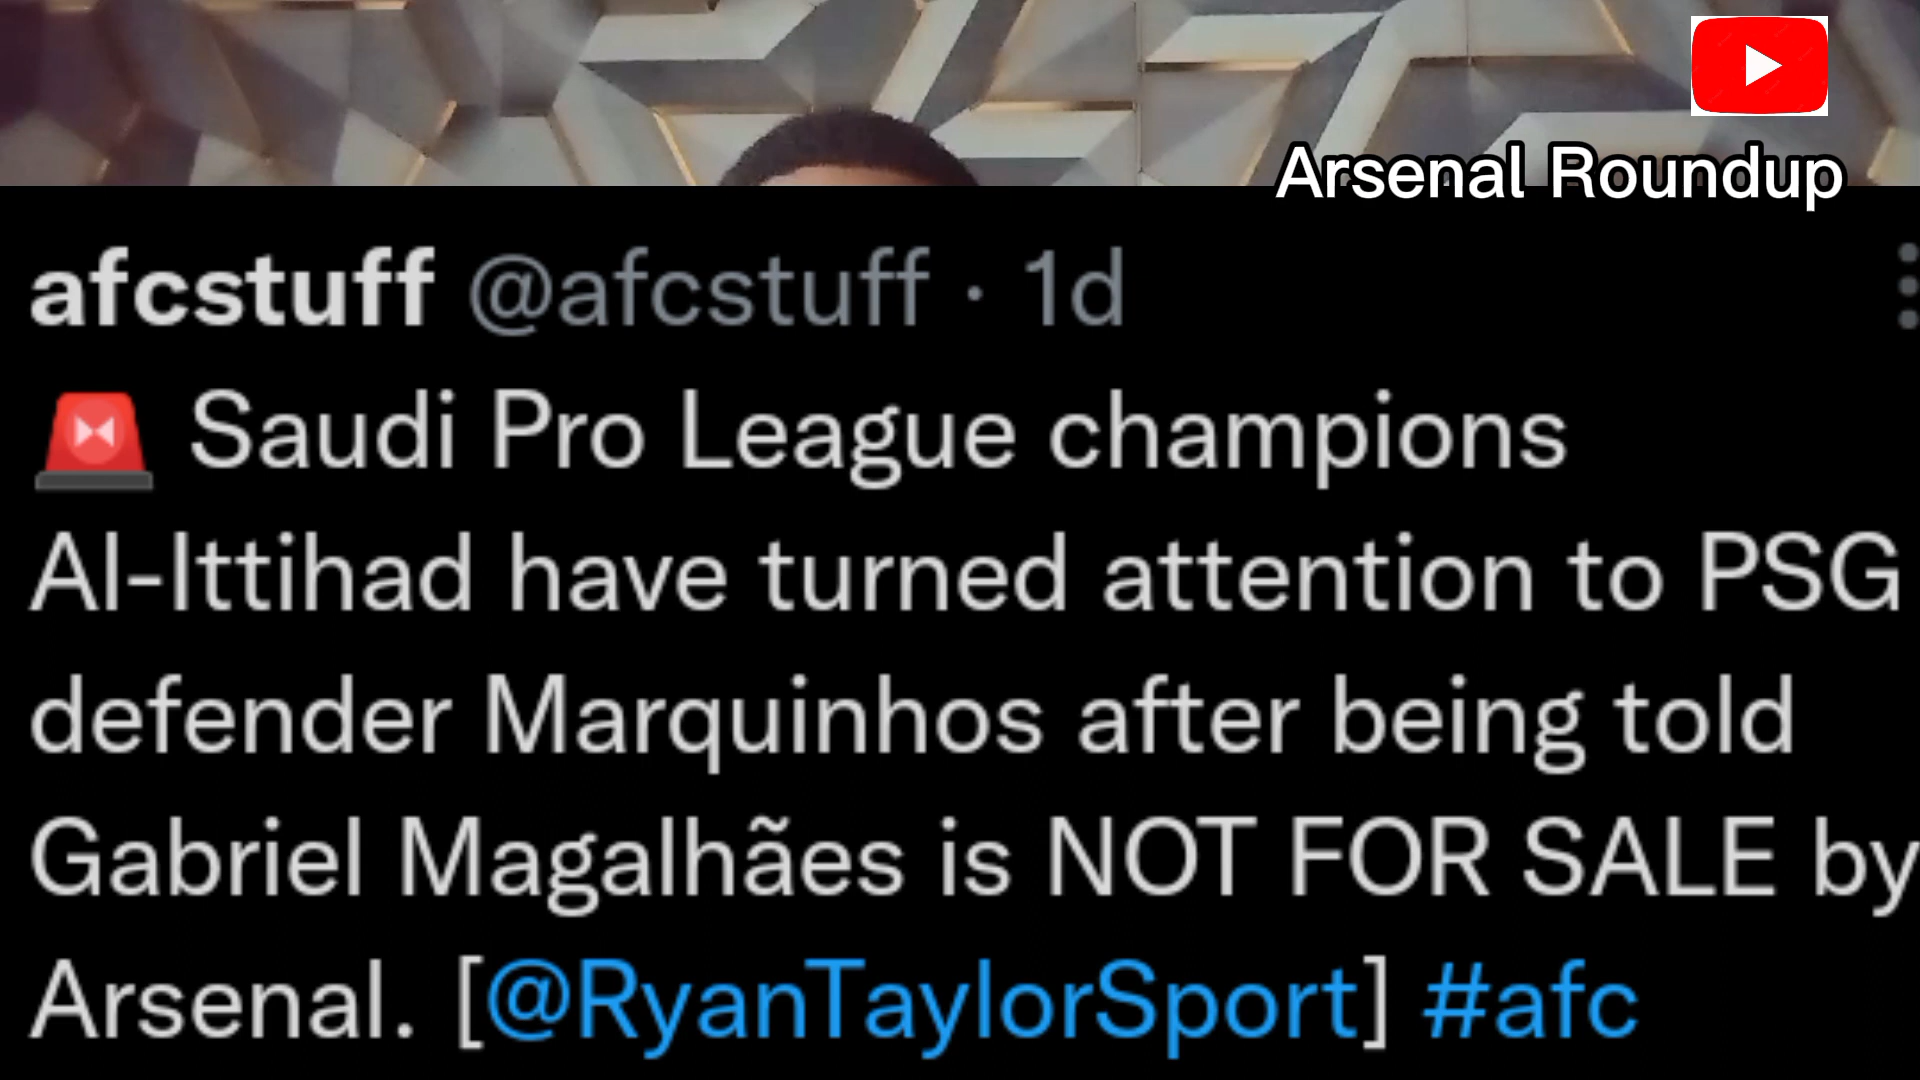 Arsenal Roundup
afcstuff @afcstuff · 1d
🚨 Saudi Pro League champions
Al-Ittihad have turned attention to PSG
defender Marquinhos after being told
Gabriel Magalhães is NOT FOR SALE by
Arsenal. [@RyanTaylorSport] #afc